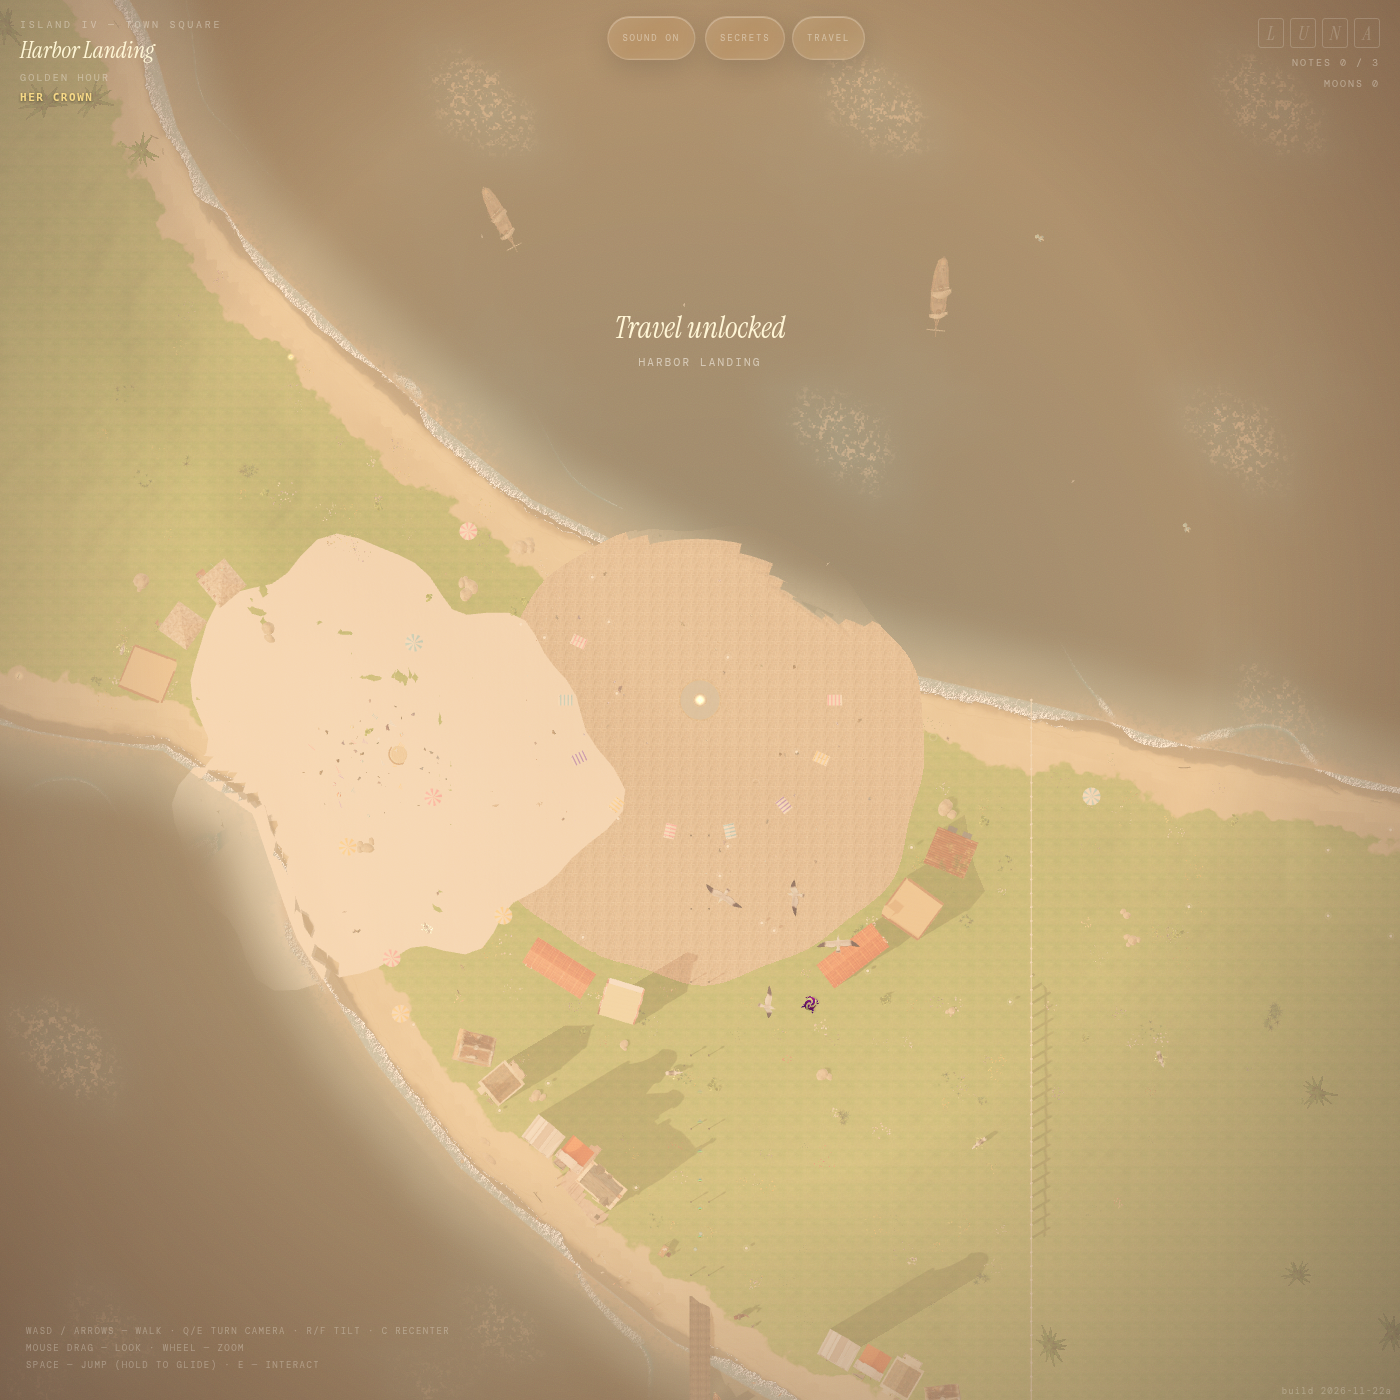 ISLAND IV — TOWN SQUARE
Harbor Landing
GOLDEN HOUR
HER CROWN
SOUND ON
SECRETS
TRAVEL
L U N A
NOTES 0 / 3
MOONS 0
Travel unlocked
HARBOR LANDING
WASD / ARROWS — WALK · Q/E TURN CAMERA · R/F TILT · C RECENTER
MOUSE DRAG — LOOK · WHEEL — ZOOM
SPACE — JUMP (HOLD TO GLIDE) · E — INTERACT